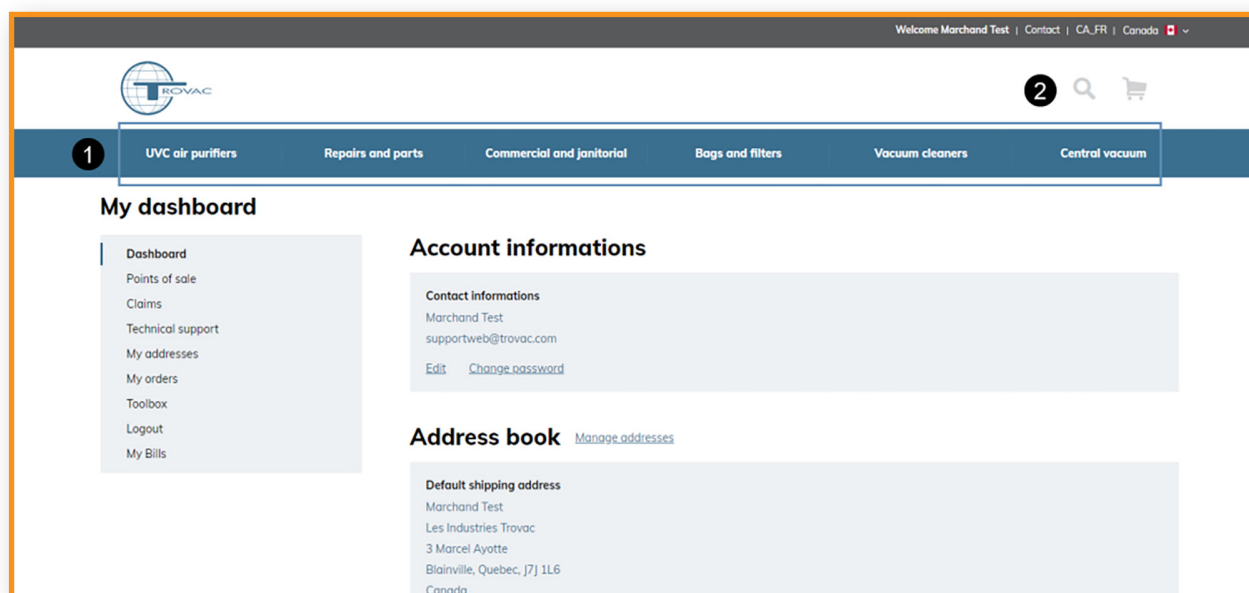 Welcome Marchand Test | Contact | CA_FR | Canada
TROVAC
2
1
UVC air purifiers Repairs and parts Commercial and janitorial Bags and filters Vacuum cleaners Central vacuum
My dashboard
Dashboard
Points of sale
Claims
Technical support
My addresses
My orders
Toolbox
Logout
My Bills
Account informations
Contact informations
Marchand Test
supportweb@trovac.com
Edit Change password
Address book Manage addresses
Default shipping address
Marchand Test
Les Industries Trovac
3 Marcel Ayotte
Blainville, Quebec, J7J 1L6
Canada